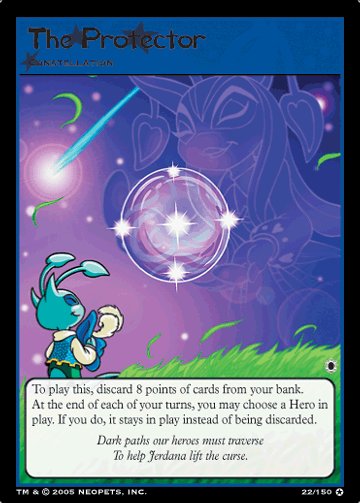 The Protector
Constellation
To play this, discard 8 points of cards from your bank.
At the end of each of your turns, you may choose a Hero in
play. If you do, it stays in play instead of being discarded.
Dark paths our heroes must traverse
To help Jerdana lift the curse.
TM & © 2005 NEOPETS, INC.
22/150